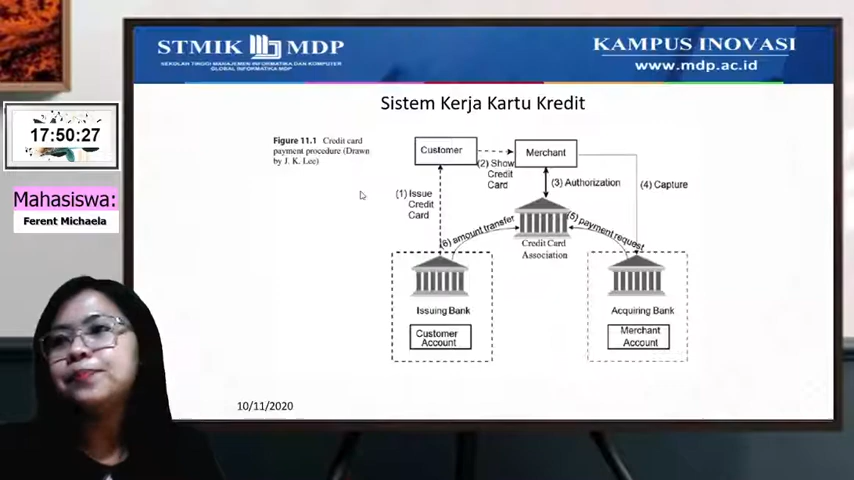 STMIK MDP
SEKOLAH TINGGI MANAJEMEN INFORMATIKA DAN KOMPUTER
GLOBAL INFORMATIKA MDP
KAMPUS INOVASI
www.mdp.ac.id
17:50:27
Mahasiswa:
Ferent Michaela
Sistem Kerja Kartu Kredit
Figure 11.1 Credit card
payment procedure (Drawn
by J. K. Lee)
Customer
Merchant
(2) Show
Credit
Card
(3) Authorization
(4) Capture
(1) Issue
Credit
Card
(6) amount transfer
(5) payment request
Credit Card
Association
Issuing Bank
Customer
Account
Acquiring Bank
Merchant
Account
10/11/2020